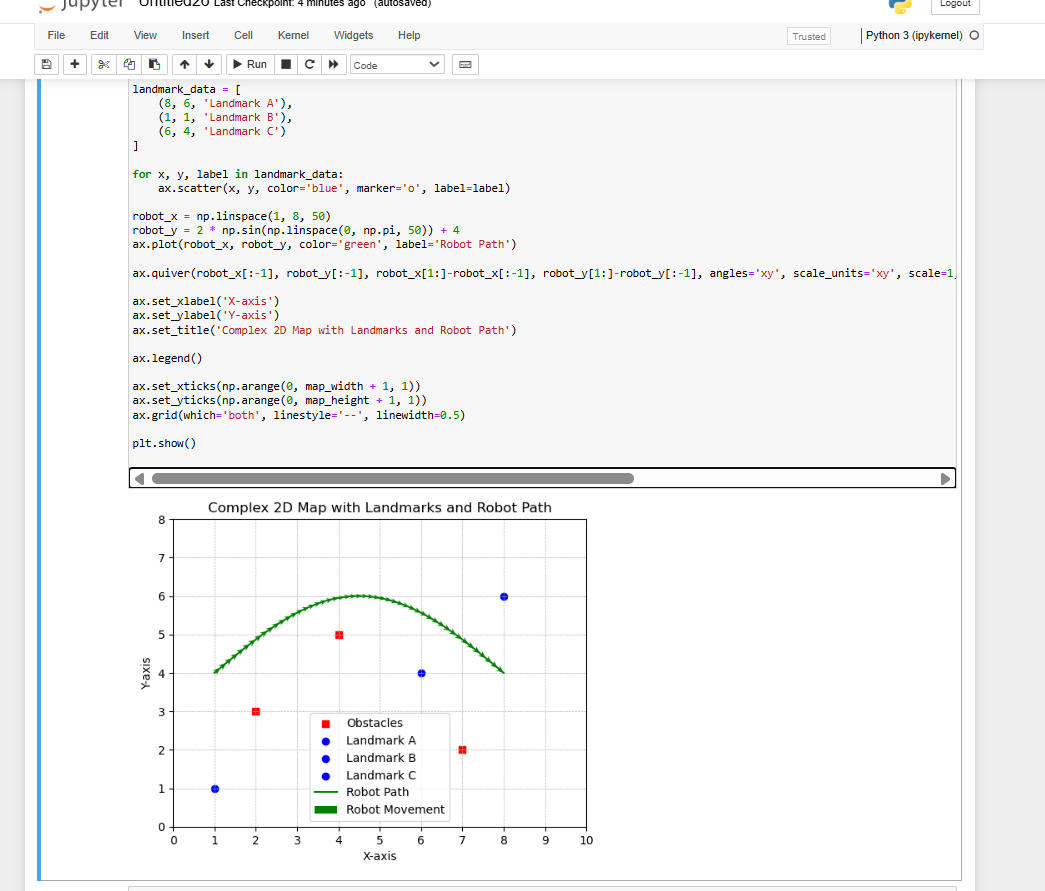 jupyter Untitled26 Last Checkpoint: 4 minutes ago (autosaved)
Logout
File Edit View Insert Cell Kernel Widgets Help
Trusted
Python 3 (ipykernel)
Run
Code
landmark_data = [
    (8, 6, 'Landmark A'),
    (1, 1, 'Landmark B'),
    (6, 4, 'Landmark C')
]
for x, y, label in landmark_data:
    ax.scatter(x, y, color='blue', marker='o', label=label)
robot_x = np.linspace(1, 8, 50)
robot_y = 2 * np.sin(np.linspace(0, np.pi, 50)) + 4
ax.plot(robot_x, robot_y, color='green', label='Robot Path')
ax.quiver(robot_x[:-1], robot_y[:-1], robot_x[1:]-robot_x[:-1], robot_y[1:]-robot_y[:-1], angles='xy', scale_units='xy', scale=1,
ax.set_xlabel('X-axis')
ax.set_ylabel('Y-axis')
ax.set_title('Complex 2D Map with Landmarks and Robot Path')
ax.legend()
ax.set_xticks(np.arange(0, map_width + 1, 1))
ax.set_yticks(np.arange(0, map_height + 1, 1))
ax.grid(which='both', linestyle='--', linewidth=0.5)
plt.show()
Complex 2D Map with Landmarks and Robot Path
8
7
6
5
4
3
2
1
0
Y-axis
Obstacles
Landmark A
Landmark B
Landmark C
Robot Path
Robot Movement
0 1 2 3 4 5 6 7 8 9 10
X-axis